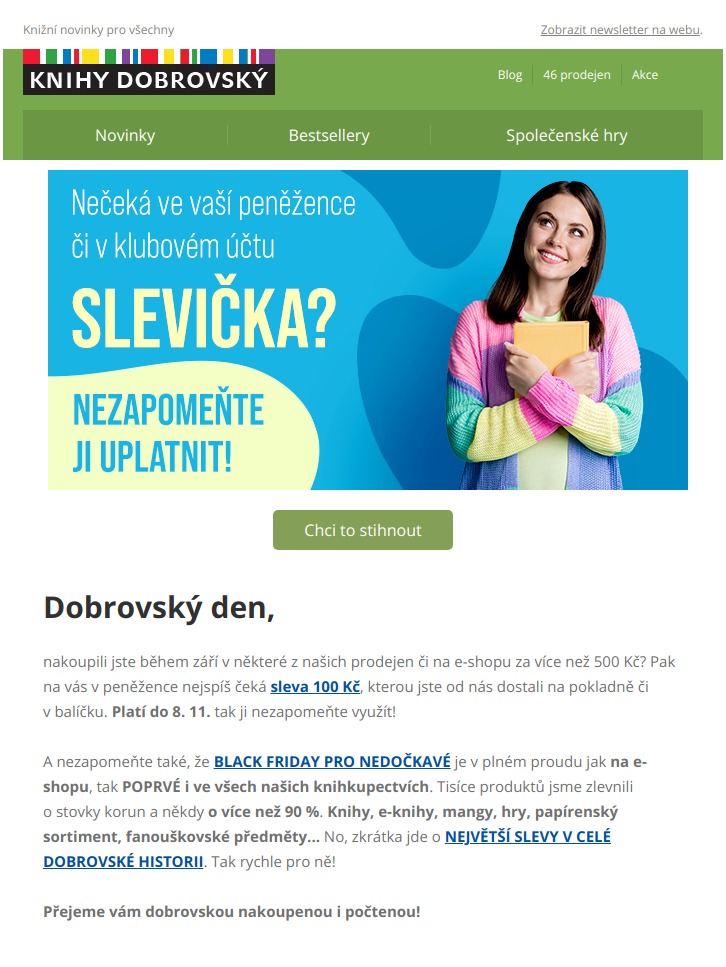 Knižní novinky pro všechny
Zobrazit newsletter na webu.
KNIHY DOBROVSKÝ
Blog
46 prodejen
Akce
Novinky
Bestsellery
Společenské hry
Nečeká ve vaší peněžence
či v klubovém účtu
SLEVIČKA?
NEZAPOMEŇTE
JI UPLATNIT!
Chci to stihnout
Dobrovský den,
nakoupili jste během září v některé z našich prodejen či na e-shopu za více než 500 Kč? Pak
na vás v peněžence nejspíš čeká sleva 100 Kč, kterou jste od nás dostali na pokladně či
v balíčku. Platí do 8. 11. tak ji nezapomeňte využít!
A nezapomeňte také, že BLACK FRIDAY PRO NEDOČKAVÉ je v plném proudu jak na e-
shopu, tak POPRVÉ i ve všech našich knihkupectvích. Tisíce produktů jsme zlevnili
o stovky korun a někdy o více než 90 %. Knihy, e-knihy, mangy, hry, papírenský
sortiment, fanouškovské předměty... No, zkrátka jde o NEJVĚTŠÍ SLEVY V CELÉ
DOBROVSKÉ HISTORII. Tak rychle pro ně!
Přejeme vám dobrovskou nakoupenou i počtenou!